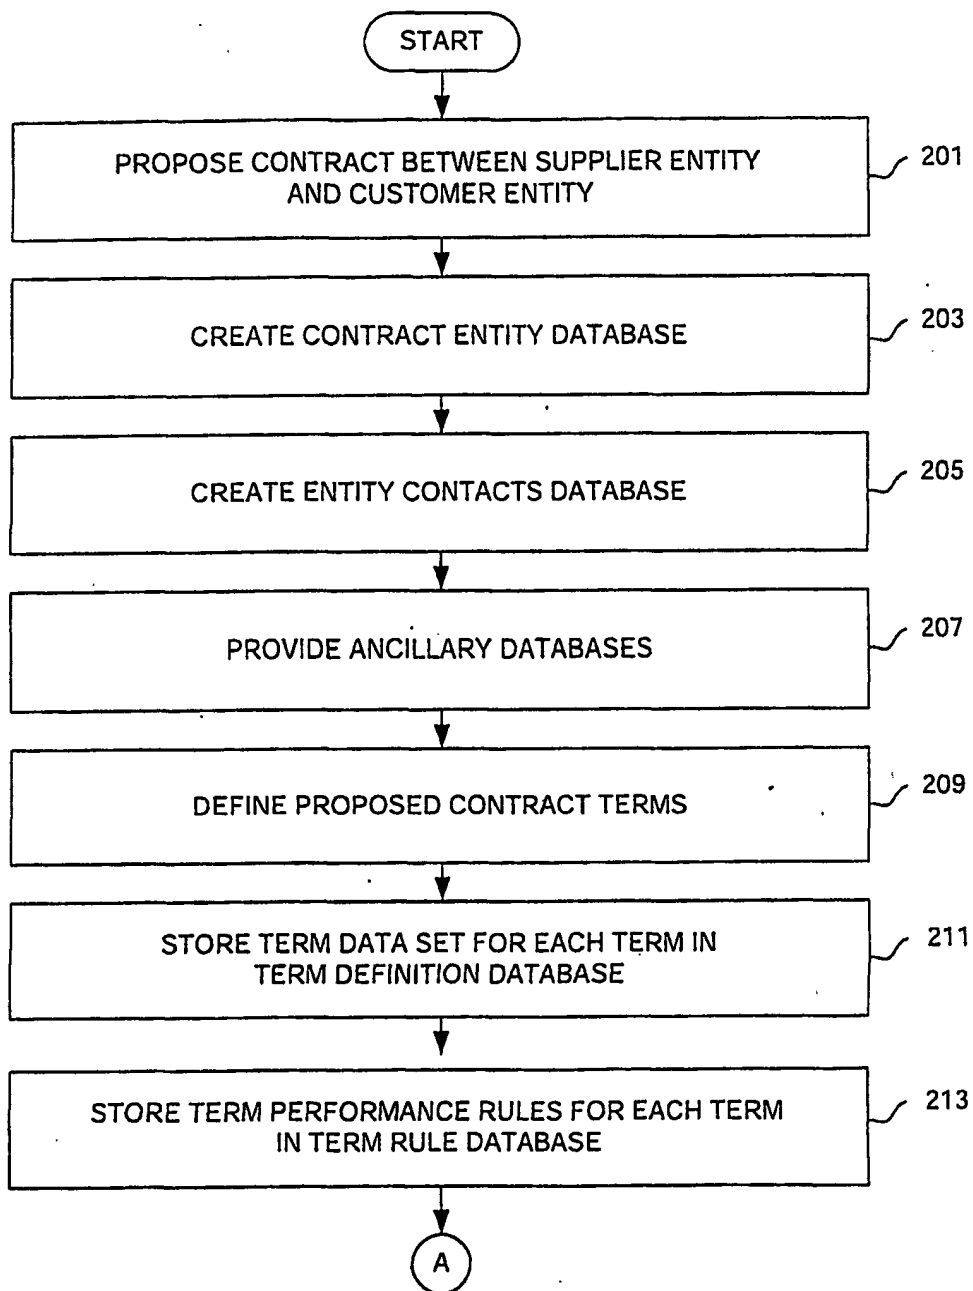 START
PROPOSE CONTRACT BETWEEN SUPPLIER ENTITY
AND CUSTOMER ENTITY
201
CREATE CONTRACT ENTITY DATABASE
203
CREATE ENTITY CONTACTS DATABASE
205
PROVIDE ANCILLARY DATABASES
207
DEFINE PROPOSED CONTRACT TERMS
209
STORE TERM DATA SET FOR EACH TERM IN
TERM DEFINITION DATABASE
211
STORE TERM PERFORMANCE RULES FOR EACH TERM
IN TERM RULE DATABASE
213
A